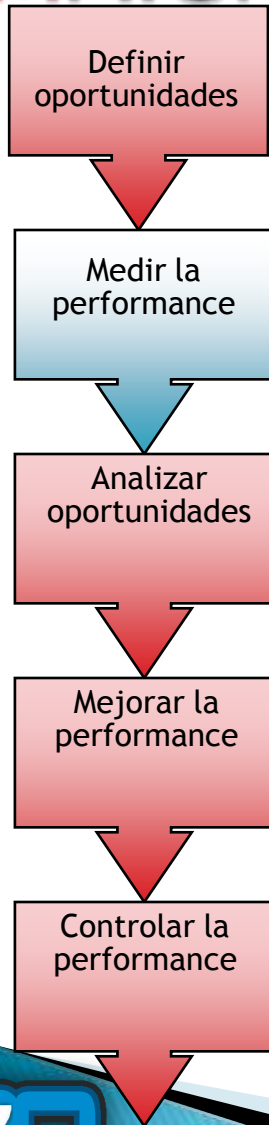 Definir
oportunidades
Medir la
performance
Analizar
oportunidades
Mejorar la
performance
Controlar la
performance